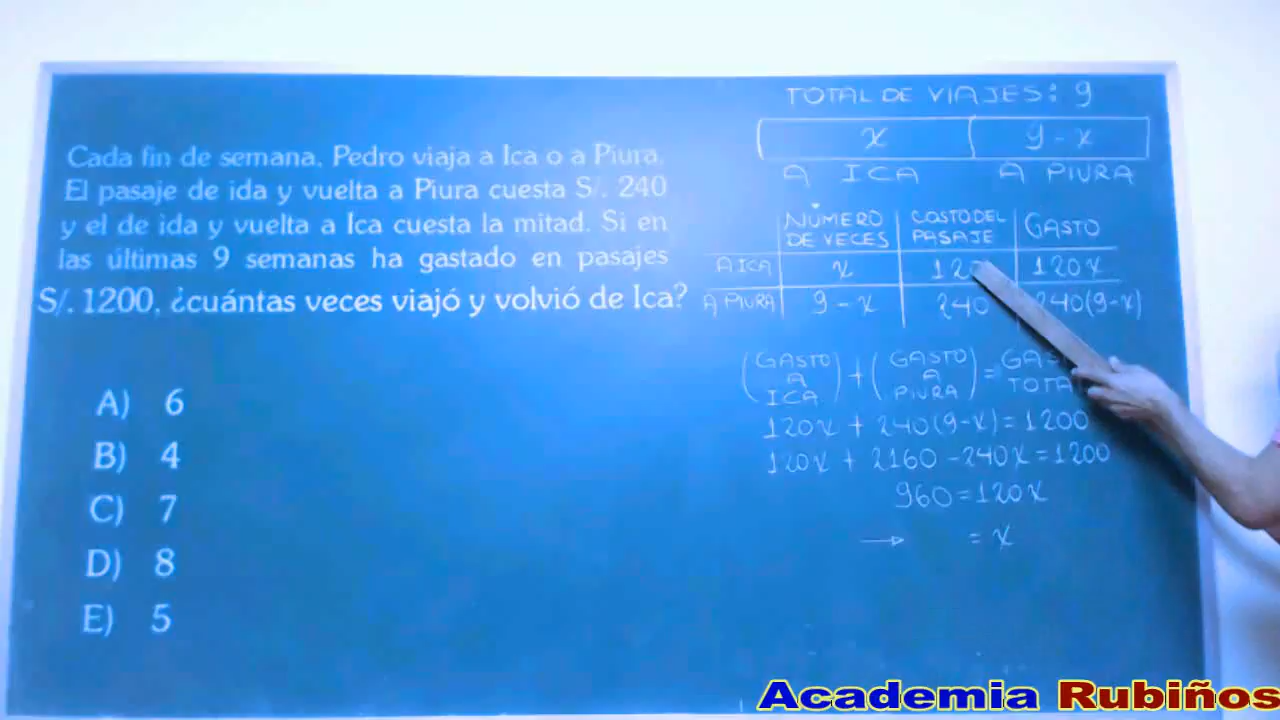 Cada fin de semana, Pedro viaja a Ica o a Piura.
El pasaje de ida y vuelta a Piura cuesta S/. 240
y el de ida y vuelta a Ica cuesta la mitad. Si en
las últimas 9 semanas ha gastado en pasajes
S/. 1200, ¿cuántas veces viajó y volvió de Ica?
A) 6
B) 4
C) 7
D) 8
E) 5
TOTAL DE VIAJES: 9
x 9 - x
A ICA A PIURA
NÚMERO DE VECES COSTO DEL PASAJE GASTO
A ICA x 120 120x
A PIURA 9 - x 240 240(9-x)
(GASTO A ICA) + (GASTO A PIURA) =
120x + 240(9-x) = 1200
120x + 2160 - 240x = 1200
960 = 120x
→ = x
Academia Rubiños